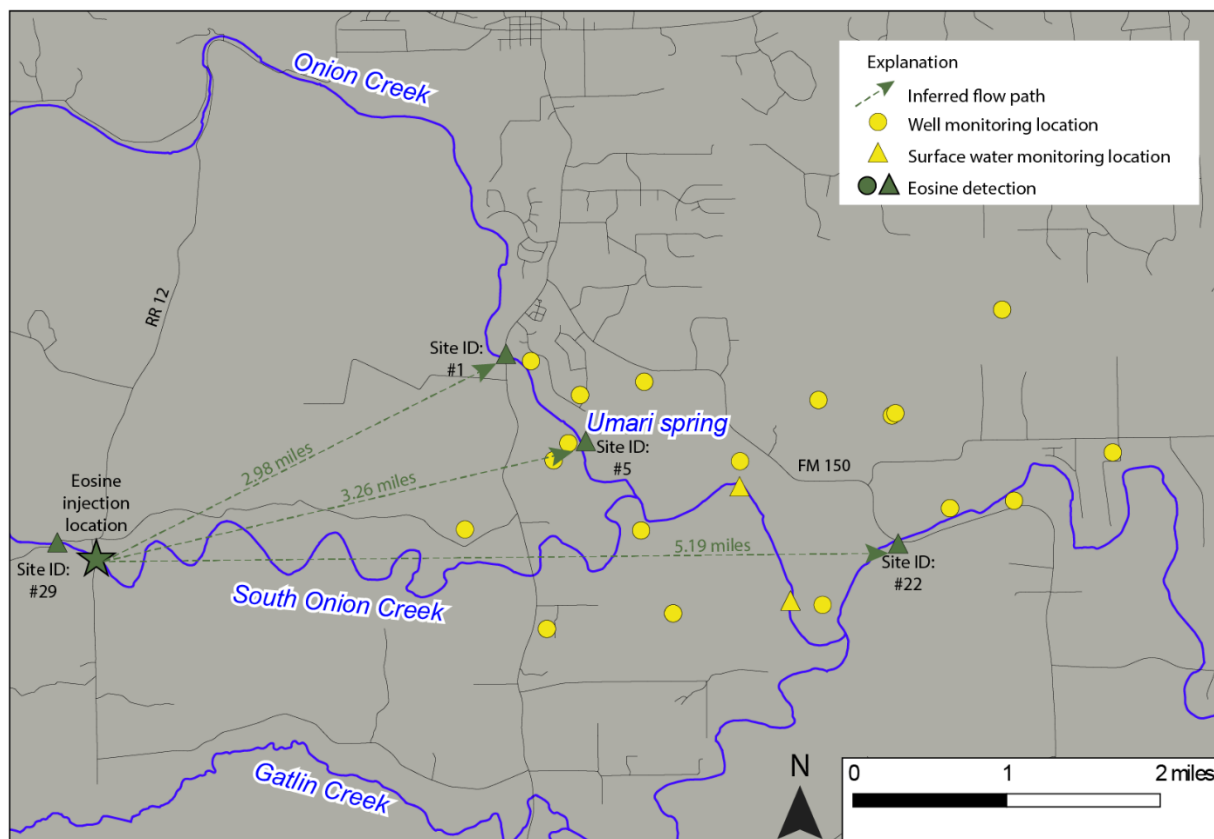 Onion Creek
Explanation
Inferred flow path
Well monitoring location
Surface water monitoring location
Eosine detection
RR 12
Site ID:
#1
Umari spring
Site ID:
#5
2.98 miles
3.26 miles
FM 150
Eosine
injection
location
5.19 miles
Site ID:
#29
Site ID:
#22
South Onion Creek
Gatlin Creek
N
0 1 2 miles